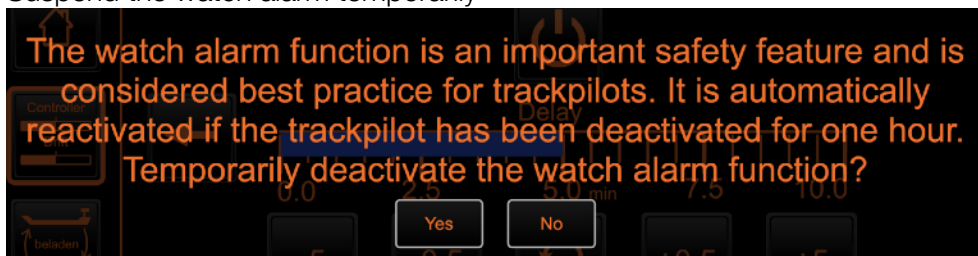 Suspend the watch alarm temporarily
The watch alarm function is an important safety feature and is
considered best practice for trackpilots. It is automatically
reactivated if the trackpilot has been deactivated for one hour.
Temporarily deactivate the watch alarm function?
Controller
Delay
0.0 2.5 5.0 min 7.5 10.0
Yes No
beladen